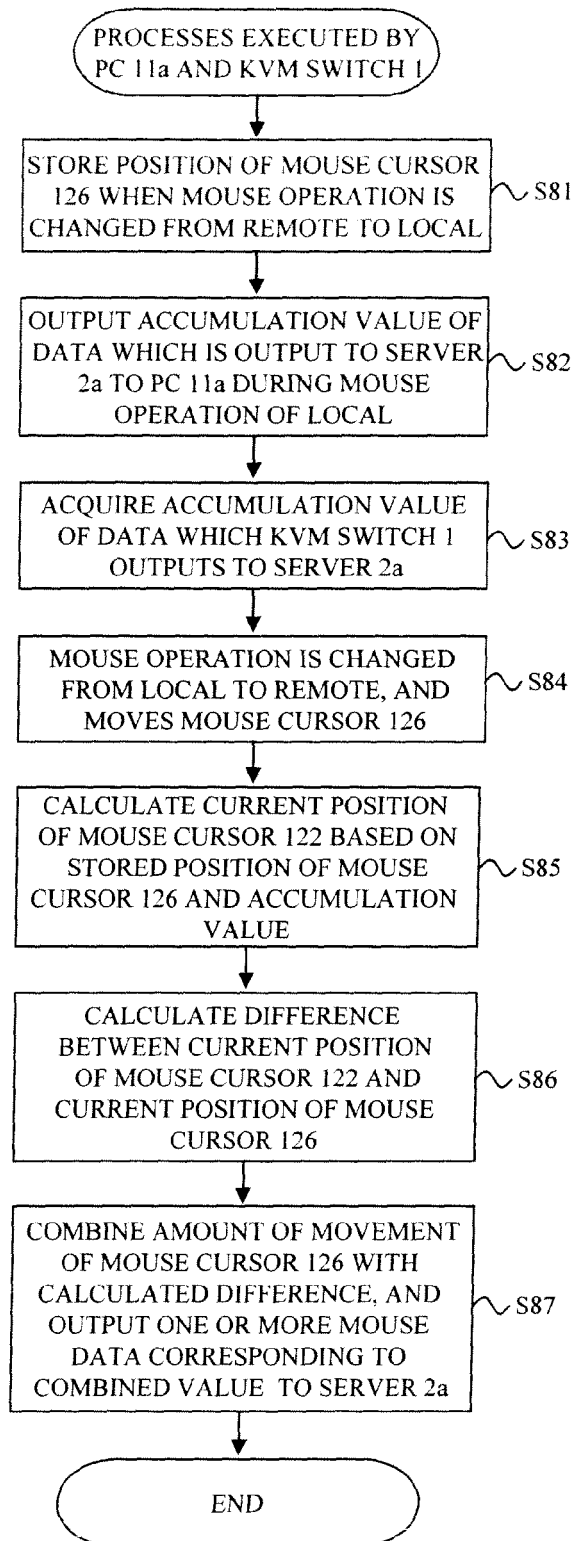 PROCESSES EXECUTED BY
PC 11a AND KVM SWITCH 1
STORE POSITION OF MOUSE CURSOR
126 WHEN MOUSE OPERATION IS
CHANGED FROM REMOTE TO LOCAL
S81
OUTPUT ACCUMULATION VALUE OF
DATA WHICH IS OUTPUT TO SERVER
2a TO PC 11a DURING MOUSE
OPERATION OF LOCAL
S82
ACQUIRE ACCUMULATION VALUE
OF DATA WHICH KVM SWITCH 1
OUTPUTS TO SERVER 2a
S83
MOUSE OPERATION IS CHANGED
FROM LOCAL TO REMOTE, AND
MOVES MOUSE CURSOR 126
S84
CALCULATE CURRENT POSITION
OF MOUSE CURSOR 122 BASED ON
STORED POSITION OF MOUSE
CURSOR 126 AND ACCUMULATION
VALUE
S85
CALCULATE DIFFERENCE
BETWEEN CURRENT POSITION
OF MOUSE CURSOR 122 AND
CURRENT POSITION OF MOUSE
CURSOR 126
S86
COMBINE AMOUNT OF MOVEMENT
OF MOUSE CURSOR 126 WITH
CALCULATED DIFFERENCE, AND
OUTPUT ONE OR MORE MOUSE
DATA CORRESPONDING TO
COMBINED VALUE TO SERVER 2a
S87
END